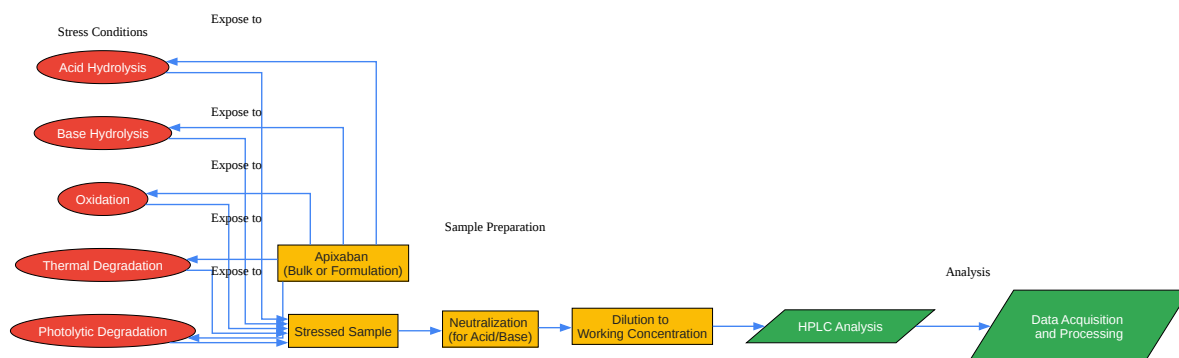 Expose to
Stress Conditions
Acid Hydrolysis
Expose to
Base Hydrolysis
Expose to
Oxidation
Expose to
Sample Preparation
Apixaban
(Bulk or Formulation)
Thermal Degradation
Expose to
Analysis
Photolytic Degradation
Stressed Sample
Neutralization
(for Acid/Base)
Dilution to
Working Concentration
HPLC Analysis
Data Acquisition
and Processing